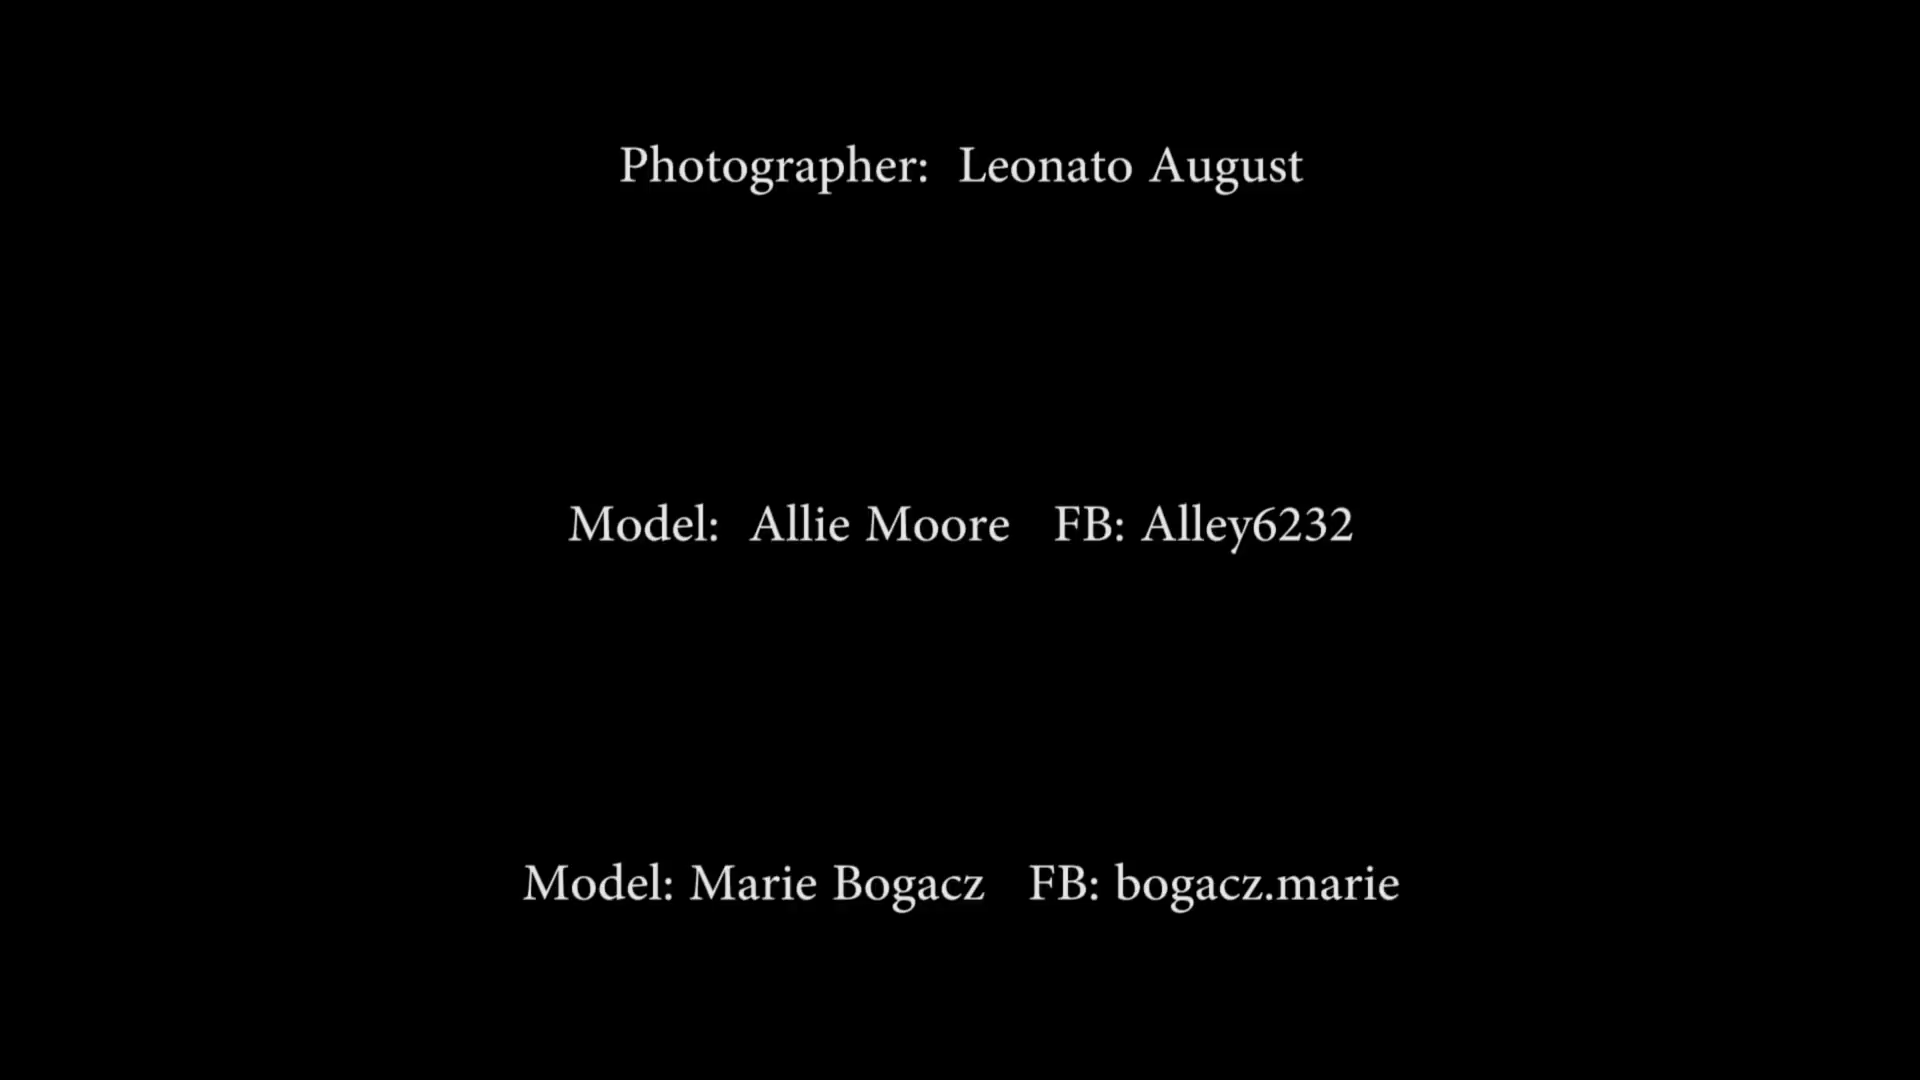 Photographer:  Leonato August
Model:  Allie Moore   FB: Alley6232
Model: Marie Bogacz   FB: bogacz.marie